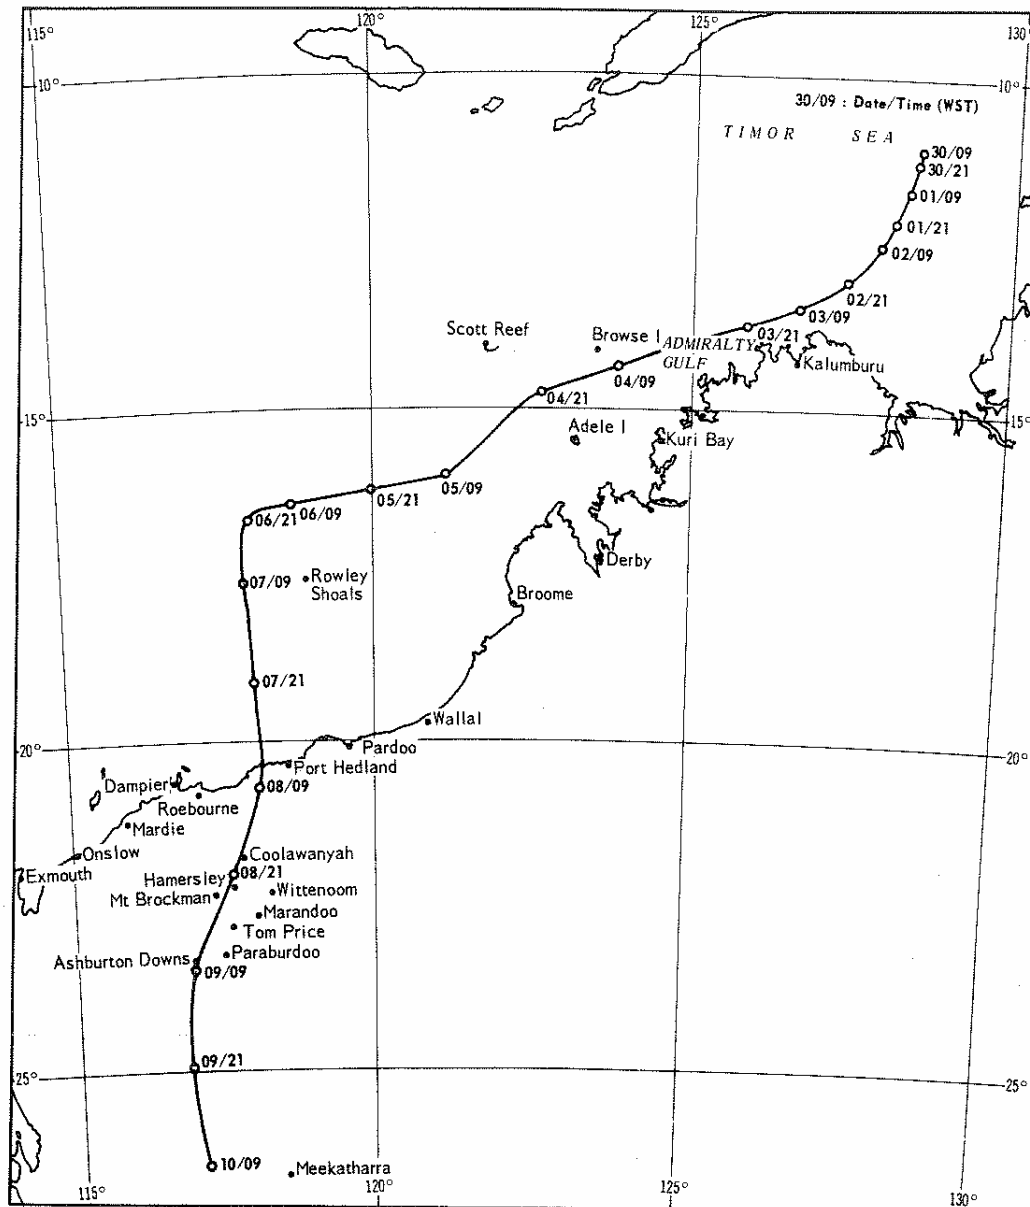 115°
120°
125°
130°
10°
10°
30/09 : Date/Time (WST)
TIMOR SEA
30/09
30/21
01/09
01/21
02/09
02/21
03/09
03/21
Scott Reef
Browse I
ADMIRALTY
GULF
Kalumburu
04/09
04/21
15°
15°
Adele I
Kuri Bay
05/09
05/21
06/09
06/21
Derby
07/09
Rowley
Shoals
Broome
07/21
Wallal
20°
20°
Pardoo
Port Hedland
Dampier
08/09
Roebourne
Mardie
Onslow
Coolawanyah
Exmouth
Hamersley
08/21
Mt Brockman
Wittenoom
Marandoo
Tom Price
Ashburton Downs
Paraburdoo
09/09
09/21
25°
25°
10/09
Meekatharra
115°
120°
125°
130°